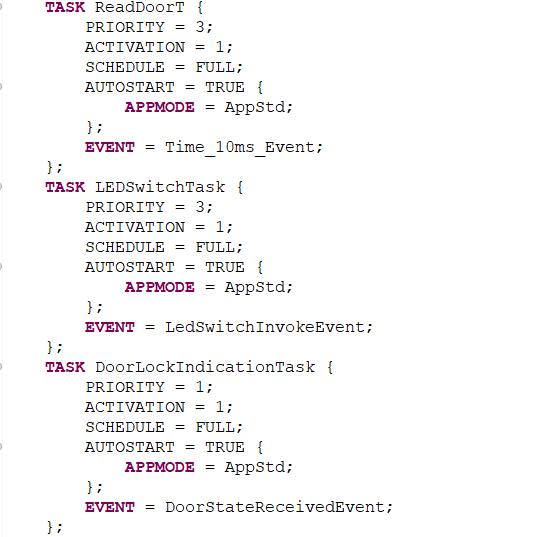 TASK ReadDoorT {
PRIORITY = 3;
ACTIVATION = 1;
SCHEDULE = FULL;
AUTOSTART = TRUE {
APPMODE = AppStd;
};
EVENT = Time_10ms_Event;
};
TASK LEDSwitchTask {
PRIORITY = 3;
ACTIVATION = 1;
SCHEDULE = FULL;
AUTOSTART = TRUE {
APPMODE = AppStd;
};
EVENT = LedSwitchInvokeEvent;
};
TASK DoorLockIndicationTask {
PRIORITY = 1;
ACTIVATION = 1;
SCHEDULE = FULL;
AUTOSTART = TRUE {
APPMODE = AppStd;
};
EVENT = DoorStateReceivedEvent;
};